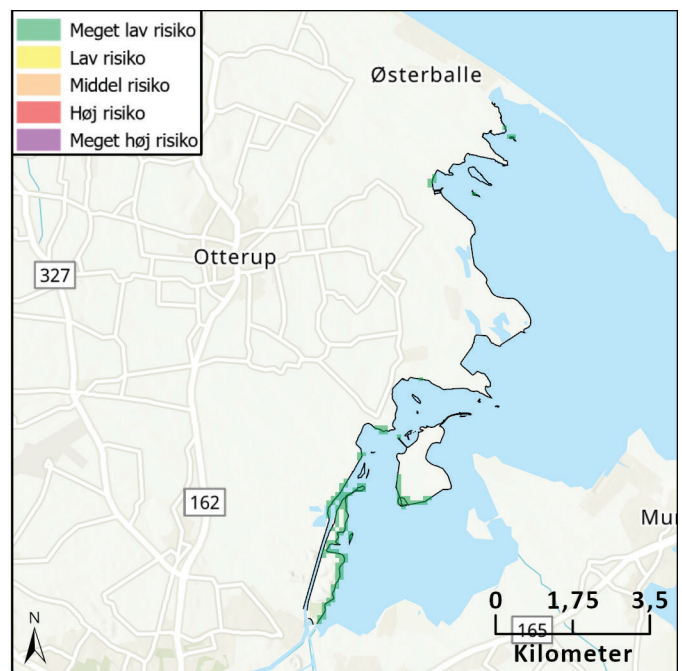 Meget lav risiko
Lav risiko
Middel risiko
Høj risiko
Meget høj risiko
Østerballe
Otterup
327
162
Mun
N
0 1,75 3,5
165
Kilometer